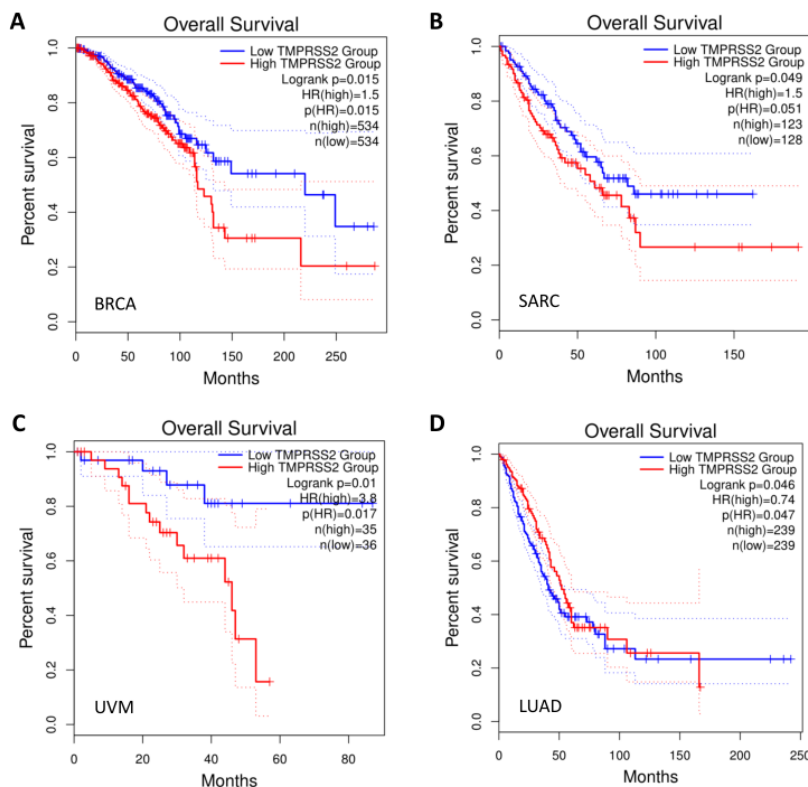 A
Overall Survival
Low TMPRSS2 Group
High TMPRSS2 Group
Logrank p=0.015
HR(high)=1.5
p(HR)=0.015
n(high)=534
n(low)=534
Percent survival
0.0 0.2 0.4 0.6 0.8 1.0
BRCA
0 50 100 150 200 250
Months
B
Overall Survival
Low TMPRSS2 Group
High TMPRSS2 Group
Logrank p=0.049
HR(high)=1.5
p(HR)=0.051
n(high)=123
n(low)=128
Percent survival
0.0 0.2 0.4 0.6 0.8 1.0
SARC
0 50 100 150
Months
C
Overall Survival
Low TMPRSS2 Group
High TMPRSS2 Group
Logrank p=0.01
HR(high)=3.8
p(HR)=0.017
n(high)=35
n(low)=36
Percent survival
0.0 0.2 0.4 0.6 0.8 1.0
UVM
0 20 40 60 80
Months
D
Overall Survival
Low TMPRSS2 Group
High TMPRSS2 Group
Logrank p=0.046
HR(high)=0.74
p(HR)=0.047
n(high)=239
n(low)=239
Percent survival
0.0 0.2 0.4 0.6 0.8 1.0
LUAD
0 50 100 150 200 250
Months